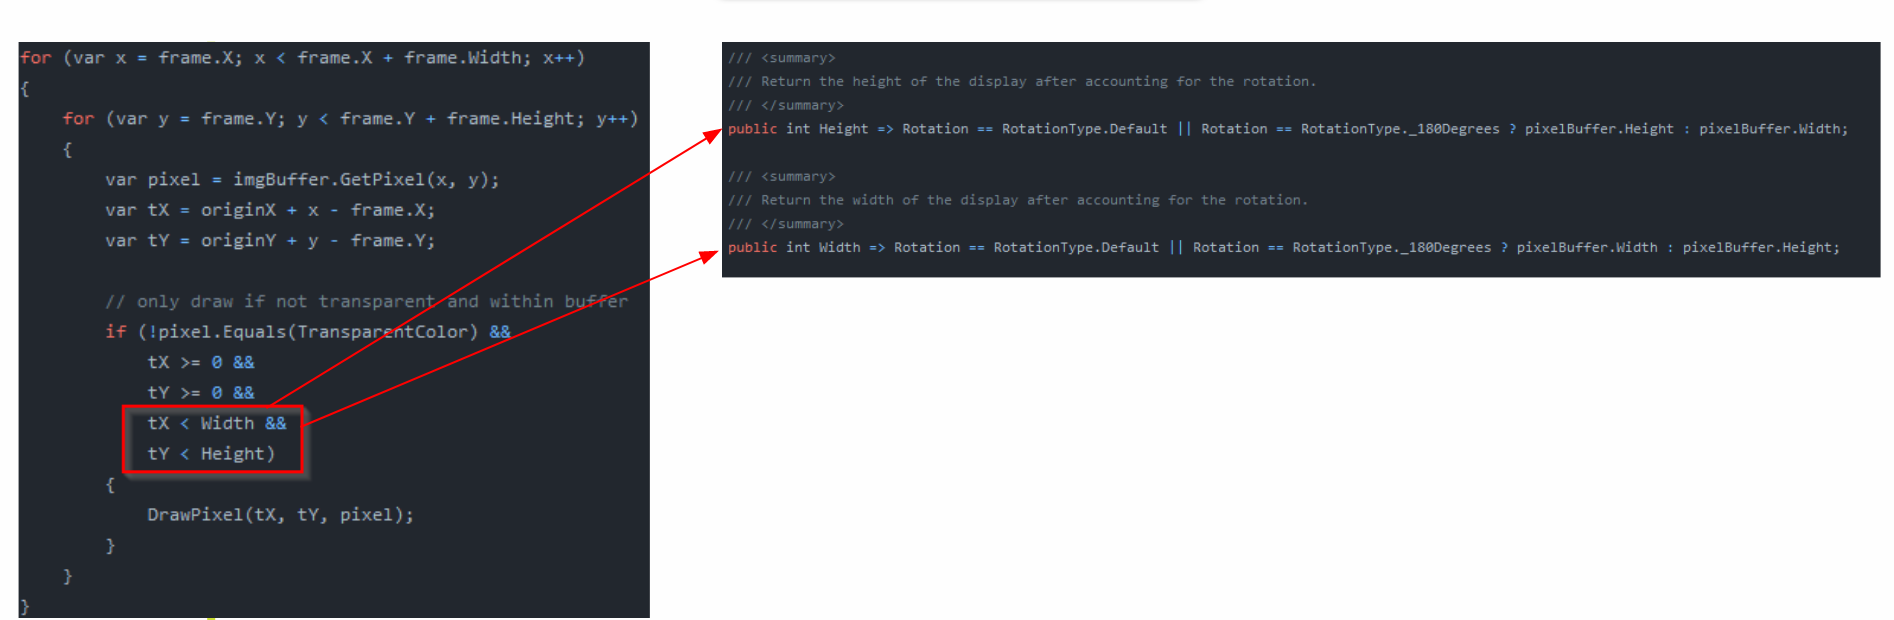 for (var x = frame.X; x < frame.X + frame.Width; x++)
{
    for (var y = frame.Y; y < frame.Y + frame.Height; y++)
    {
        var pixel = imgBuffer.GetPixel(x, y);
        var tX = originX + x - frame.X;
        var tY = originY + y - frame.Y;
        // only draw if not transparent and within buffer
        if (!pixel.Equals(TransparentColor) &&
            tX >= 0 &&
            tY >= 0 &&
            tX < Width &&
            tY < Height)
        {
            DrawPixel(tX, tY, pixel);
        }
    }
}
/// <summary>
/// Return the height of the display after accounting for the rotation.
/// </summary>
public int Height => Rotation == RotationType.Default || Rotation == RotationType._180Degrees ? pixelBuffer.Height : pixelBuffer.Width;
/// <summary>
/// Return the width of the display after accounting for the rotation.
/// </summary>
public int Width => Rotation == RotationType.Default || Rotation == RotationType._180Degrees ? pixelBuffer.Width : pixelBuffer.Height;